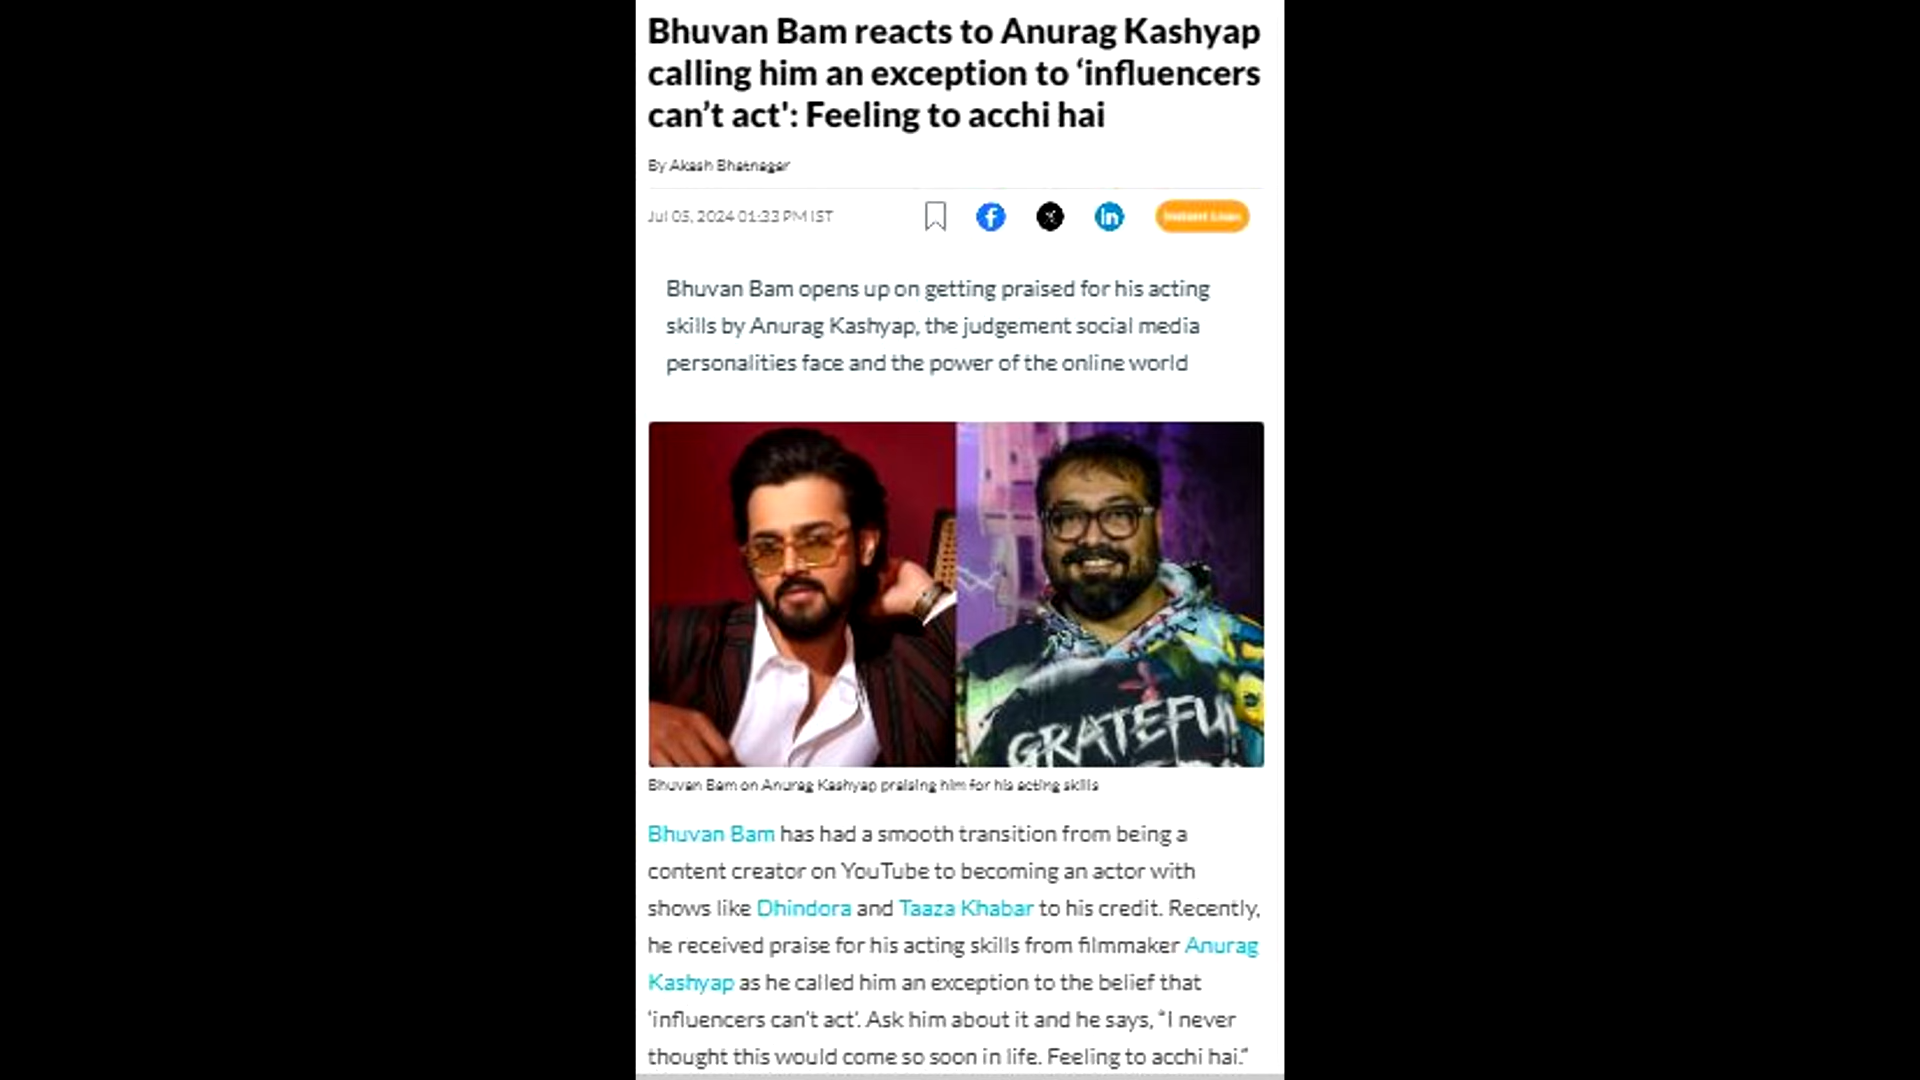 Bhuvan Bam reacts to Anurag Kashyap
calling him an exception to ‘influencers
can’t act': Feeling to acchi hai
By Akash Bhatnagar
Jul 05, 2024 01:33 PM IST
Instant Loan
Bhuvan Bam opens up on getting praised for his acting
skills by Anurag Kashyap, the judgement social media
personalities face and the power of the online world
GRATEFUL
Bhuvan Bam on Anurag Kashyap praising him for his acting skills
Bhuvan Bam has had a smooth transition from being a
content creator on YouTube to becoming an actor with
shows like Dhindora and Taaza Khabar to his credit. Recently,
he received praise for his acting skills from filmmaker Anurag
Kashyap as he called him an exception to the belief that
‘influencers can’t act’. Ask him about it and he says, “I never
thought this would come so soon in life. Feeling to acchi hai.”